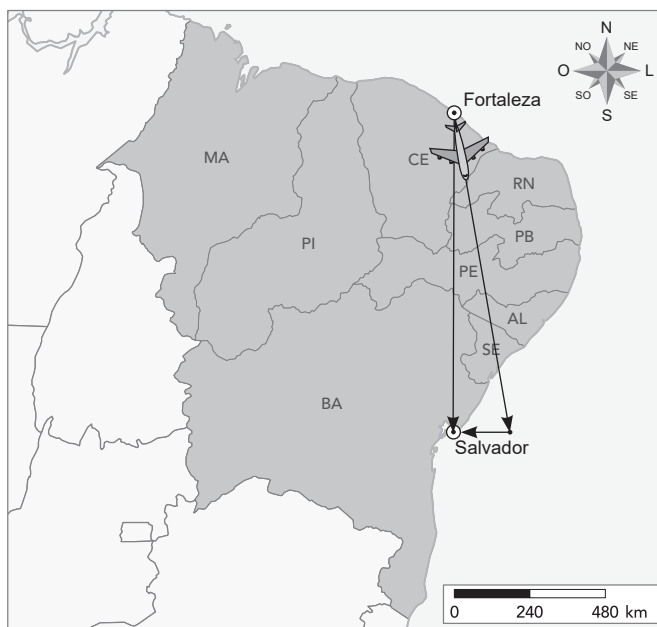 N
NO NE
O L
SO SE
S
Fortaleza
MA
CE
RN
PI
PB
PE
AL
SE
BA
Salvador
0 240 480 km